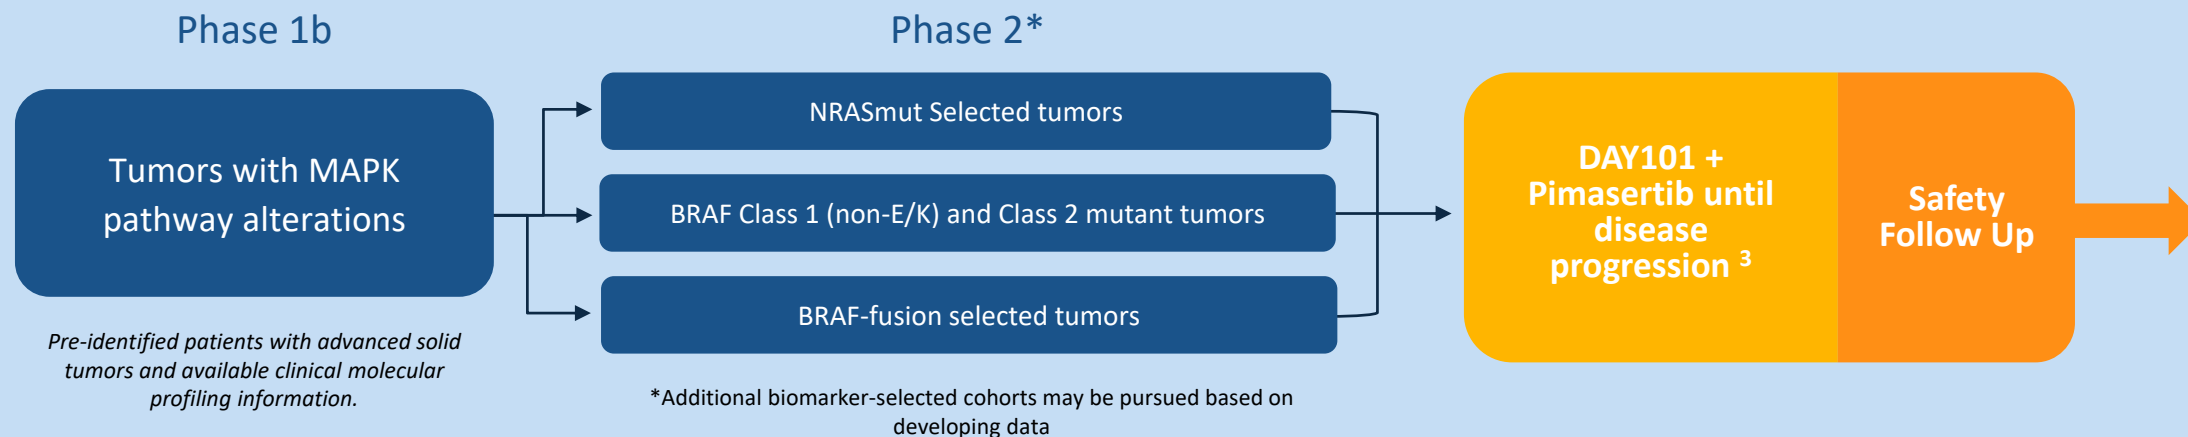 Phase 1b
Tumors with MAPK
pathway alterations
Pre-identified patients with advanced solid
tumors and available clinical molecular
profiling information.
Phase 2*
NRASmut Selected tumors
BRAF Class 1 (non-E/K) and Class 2 mutant tumors
BRAF-fusion selected tumors
*Additional biomarker-selected cohorts may be pursued based on
developing data
DAY101 +
Pimasertib until
disease
progression ³
Safety
Follow Up